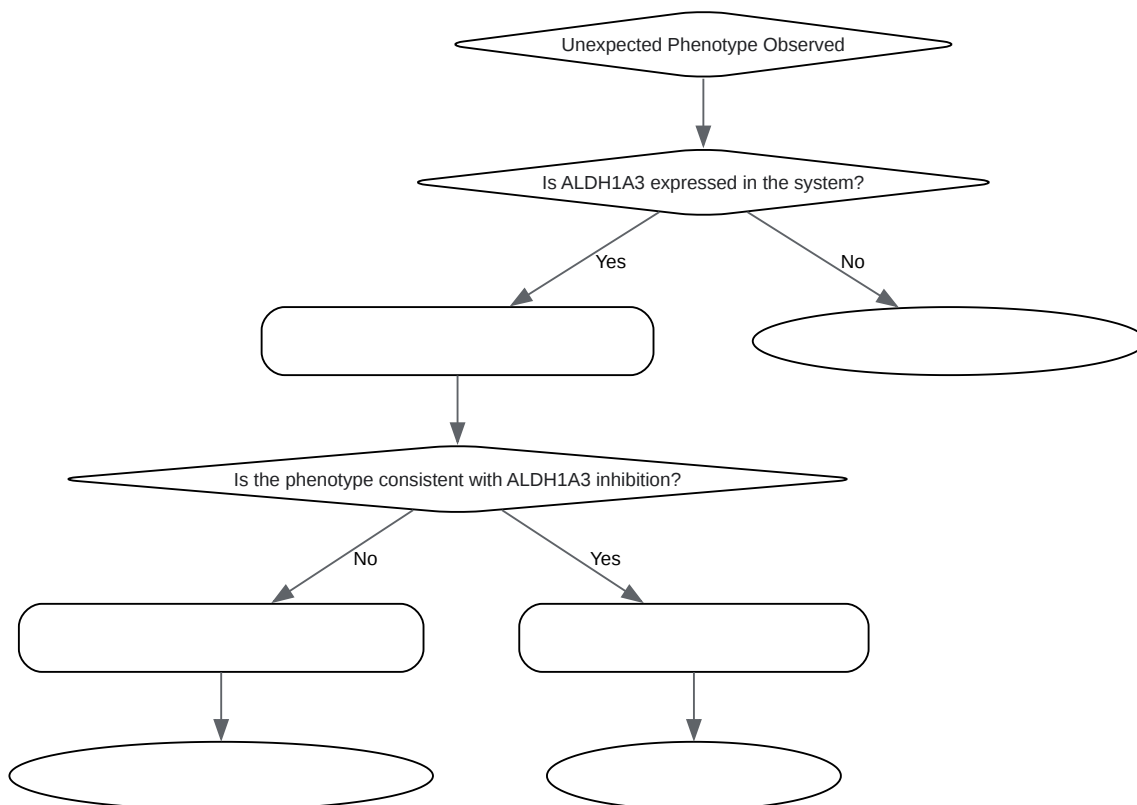 Unexpected Phenotype Observed
Is ALDH1A3 expressed in the system?
Yes
No
Is the phenotype consistent with ALDH1A3 inhibition?
No
Yes